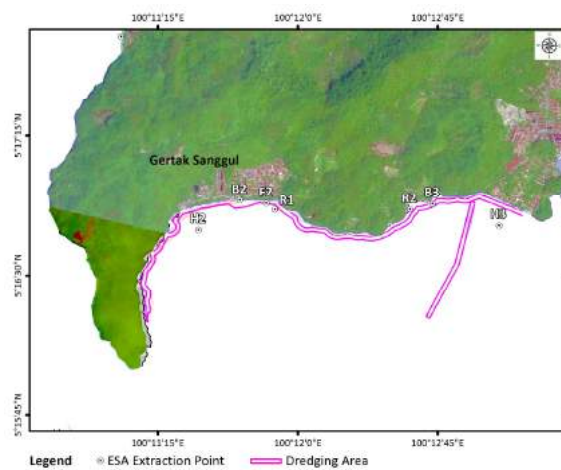 100°11'15"E 100°12'0"E 100°12'45"E
5°17'15"N
Gertak Sanggul
B2 F2 R1 R2 B3
H2 H3
5°16'30"N
5°15'45"N
100°11'15"E 100°12'0"E 100°12'45"E
Legend ESA Extraction Point Dredging Area